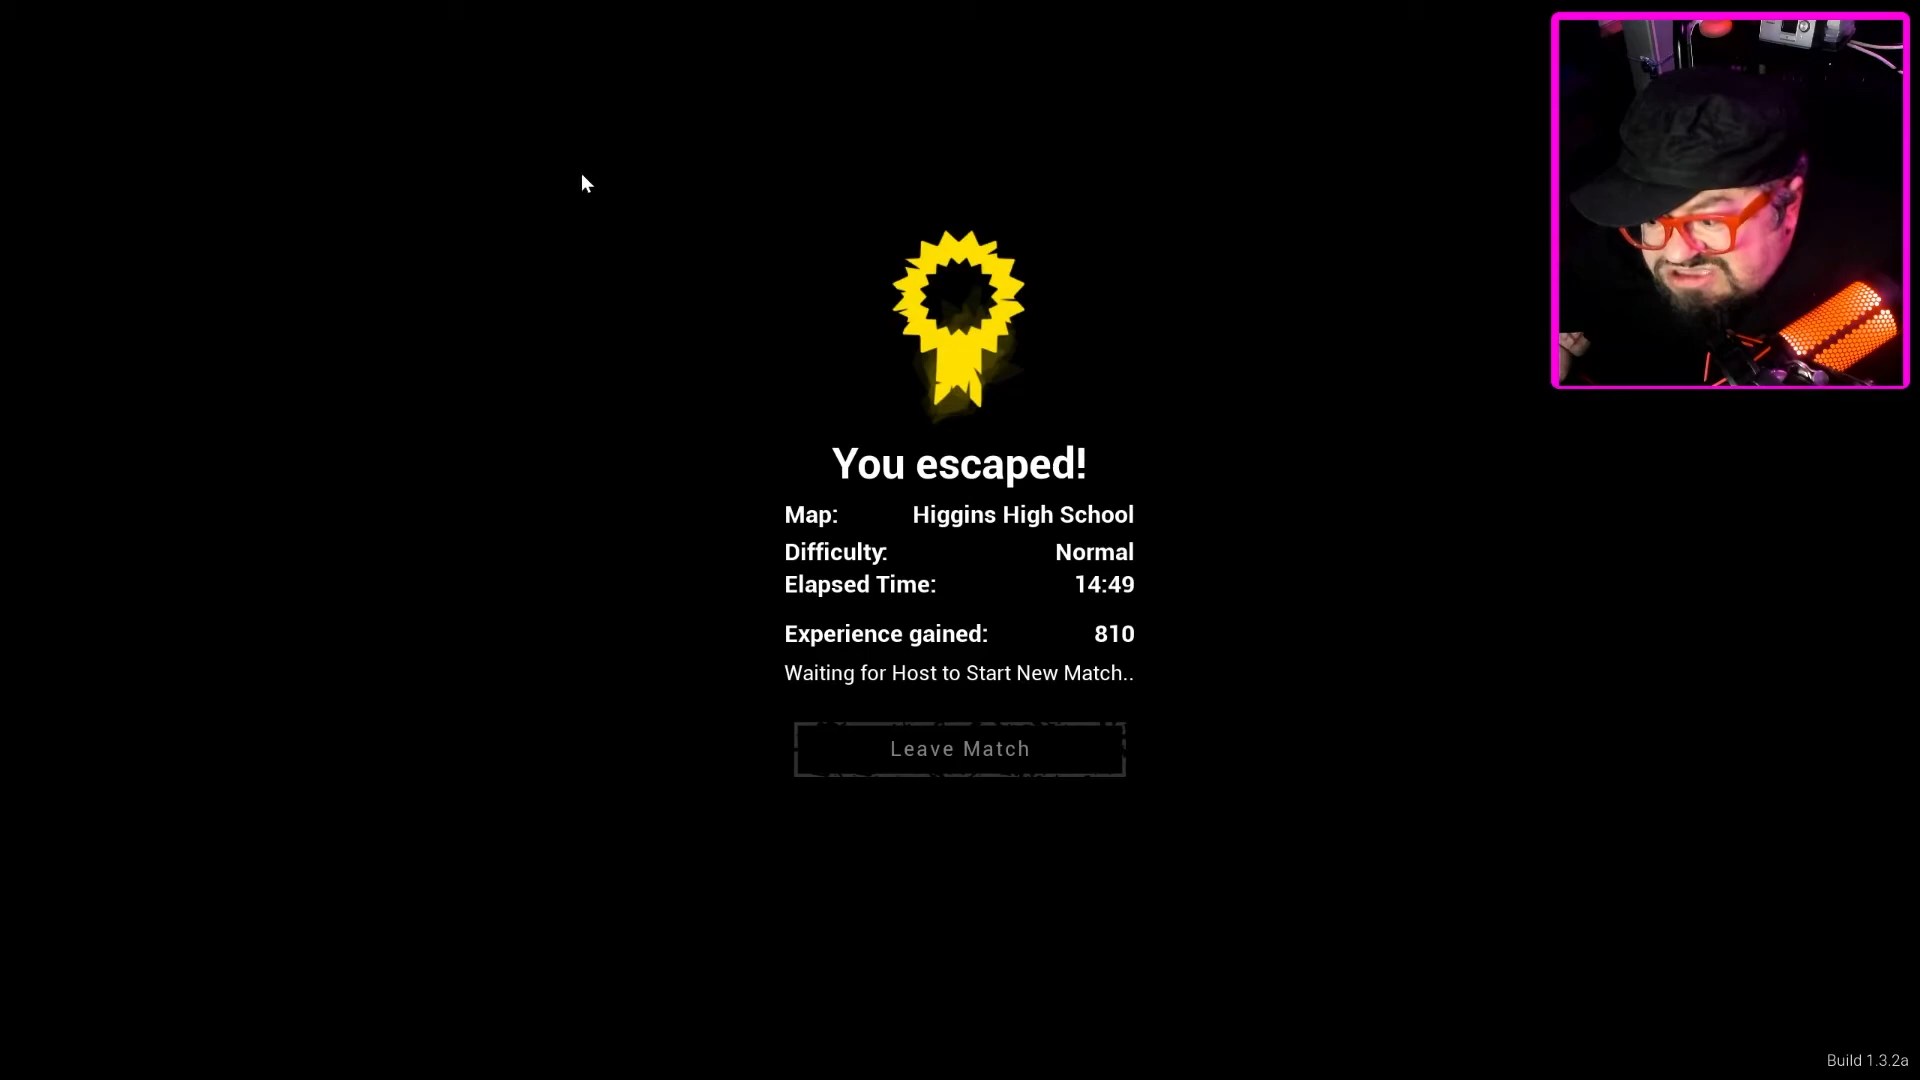 You escaped!
Map: Higgins High School
Difficulty: Normal
Elapsed Time: 14:49
Experience gained: 810
Waiting for Host to Start New Match..
Leave Match
Build 1.3.2a